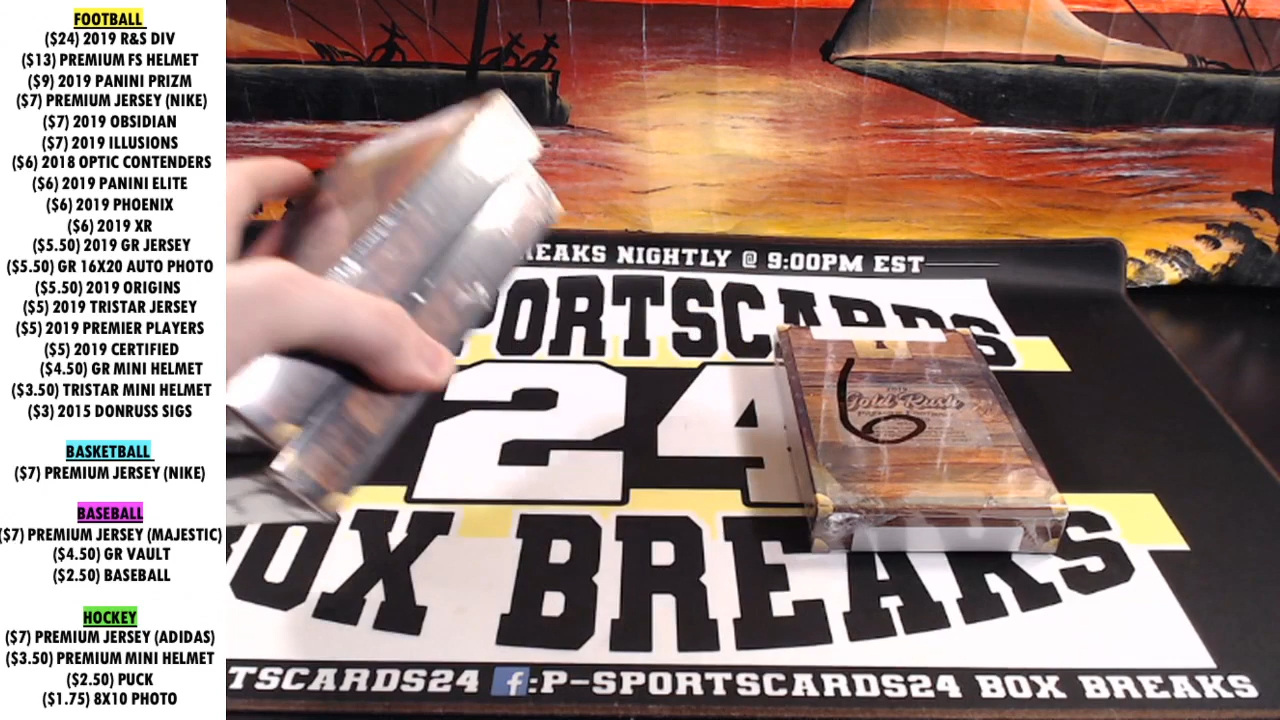 FOOTBALL
($24) 2019 R&S DIV
($13) PREMIUM FS HELMET
($9) 2019 PANINI PRIZM
($7) PREMIUM JERSEY (NIKE)
($7) 2019 OBSIDIAN
($7) 2019 ILLUSIONS
($6) 2018 OPTIC CONTENDERS
($6) 2019 PANINI ELITE
($6) 2019 PHOENIX
($6) 2019 XR
($5.50) 2019 GR JERSEY
($5.50) GR 16X20 AUTO PHOTO
($5.50) 2019 ORIGINS
($5) 2019 TRISTAR JERSEY
($5) 2019 PREMIER PLAYERS
($5) 2019 CERTIFIED
($4.50) GR MINI HELMET
($3.50) TRISTAR MINI HELMET
($3) 2015 DONRUSS SIGS
BASKETBALL
($7) PREMIUM JERSEY (NIKE)
BASEBALL
($7) PREMIUM JERSEY (MAJESTIC)
($4.50) GR VAULT
($2.50) BASEBALL
HOCKEY
($7) PREMIUM JERSEY (ADIDAS)
($3.50) PREMIUM MINI HELMET
($2.50) PUCK
($1.75) 8X10 PHOTO
REAKS NIGHTLY @ 9:00PM EST
PORTSCARDS
24
BOX BREAKS
TSCARDS24 f:P-SPORTSCARDS24 BOX BREAKS
2019
Gold Rush
6